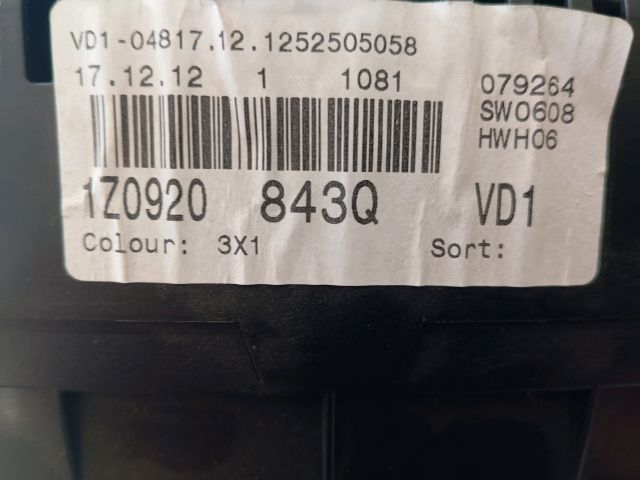 VD1-04817.12.1252505058
17.12.12 1 1081 079264
SW0608
HWH06
1Z0920 843Q VD1
Colour: 3X1 Sort: